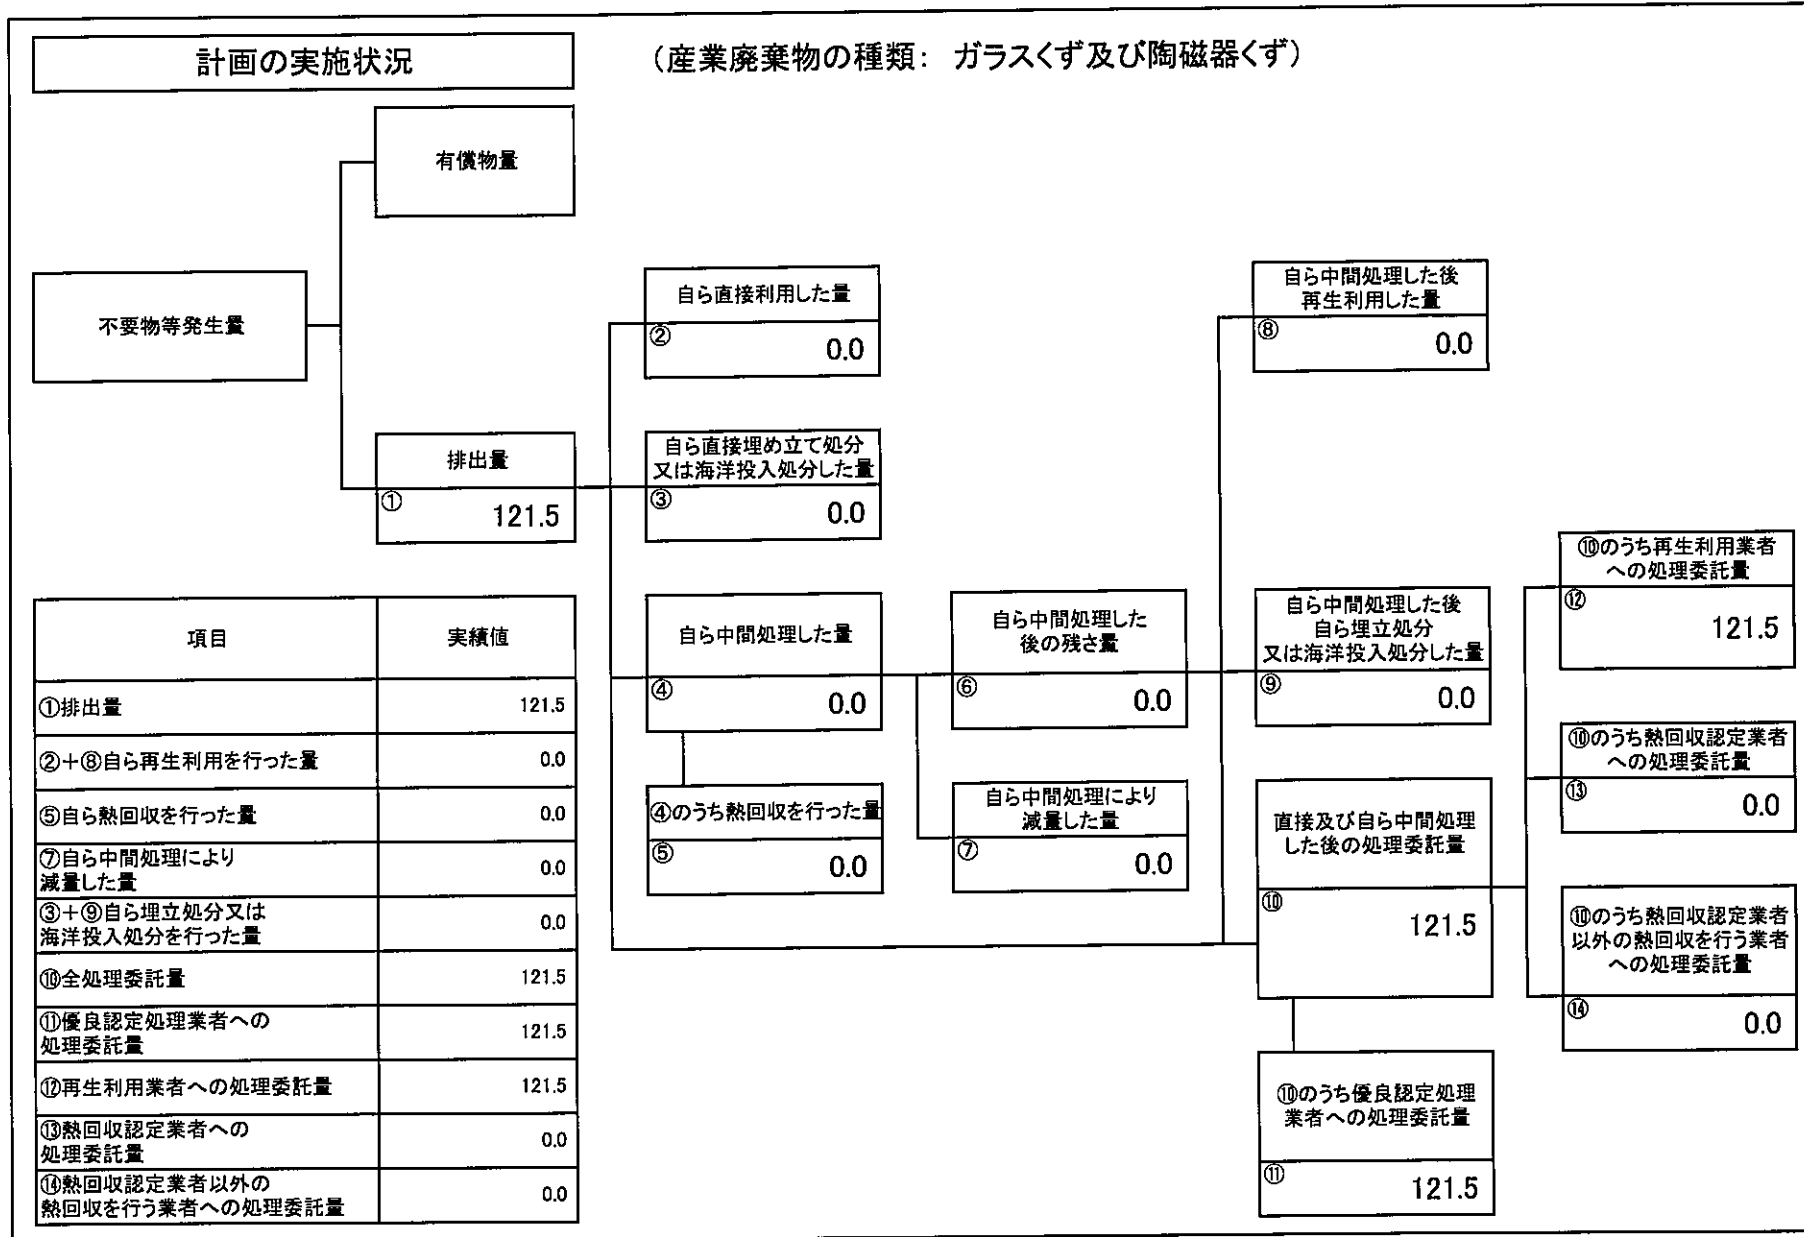 計画の実施状況
(産業廃棄物の種類： ガラスくず及び陶磁器くず)
有償物量
不要物等発生量
排出量
①
121.5
自ら直接利用した量
②
0.0
自ら直接埋め立て処分
又は海洋投入処分した量
③
0.0
自ら中間処理した量
④
0.0
④のうち熱回収を行った量
⑤
0.0
自ら中間処理した
後の残さ量
⑥
0.0
自ら中間処理により
減量した量
⑦
0.0
自ら中間処理した後
再生利用した量
⑧
0.0
自ら中間処理した後
自ら埋立処分
又は海洋投入処分した量
⑨
0.0
直接及び自ら中間処理
した後の処理委託量
⑩
121.5
⑩のうち優良認定処理
業者への処理委託量
⑪
121.5
⑩のうち再生利用業者
への処理委託量
⑫
121.5
⑩のうち熱回収認定業者
への処理委託量
⑬
0.0
⑩のうち熱回収認定業者
以外の熱回収を行う業者
への処理委託量
⑭
0.0
項目 実績値
①排出量 121.5
②＋⑧自ら再生利用を行った量 0.0
⑤自ら熱回収を行った量 0.0
⑦自ら中間処理により
減量した量 0.0
③＋⑨自ら埋立処分又は
海洋投入処分を行った量 0.0
⑩全処理委託量 121.5
⑪優良認定処理業者への
処理委託量 121.5
⑫再生利用業者への処理委託量 121.5
⑬熱回収認定業者への
処理委託量 0.0
⑭熱回収認定業者以外の
熱回収を行う業者への処理委託量 0.0